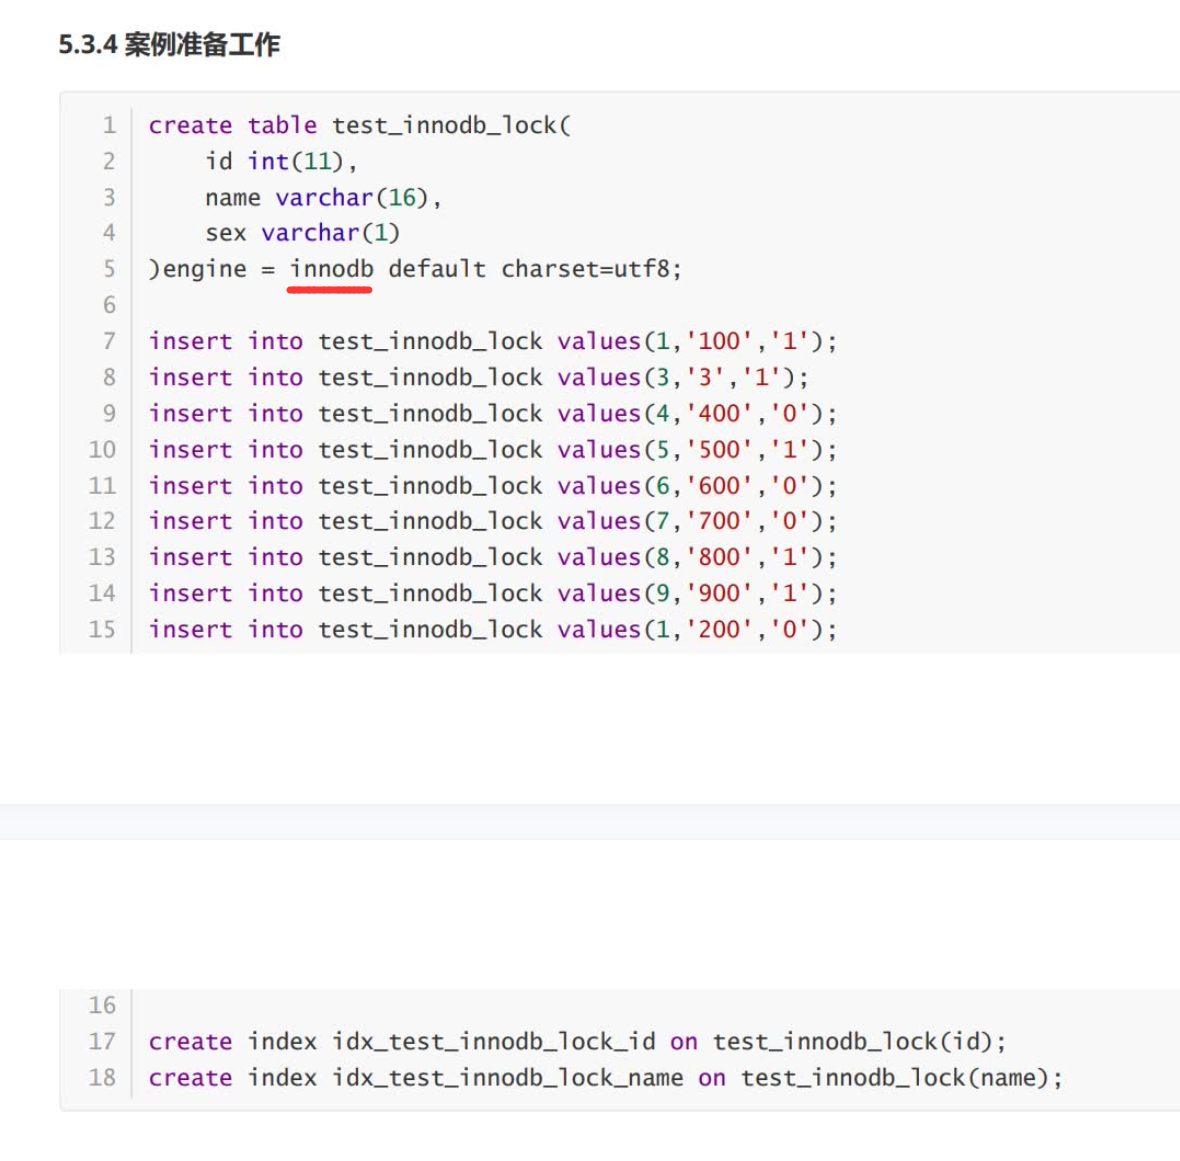 5.3.4 案例准备工作
1 create table test_innodb_lock(
2     id int(11),
3     name varchar(16),
4     sex varchar(1)
5 )engine = innodb default charset=utf8;
6
7 insert into test_innodb_lock values(1,'100','1');
8 insert into test_innodb_lock values(3,'3','1');
9 insert into test_innodb_lock values(4,'400','0');
10 insert into test_innodb_lock values(5,'500','1');
11 insert into test_innodb_lock values(6,'600','0');
12 insert into test_innodb_lock values(7,'700','0');
13 insert into test_innodb_lock values(8,'800','1');
14 insert into test_innodb_lock values(9,'900','1');
15 insert into test_innodb_lock values(1,'200','0');
16
17 create index idx_test_innodb_lock_id on test_innodb_lock(id);
18 create index idx_test_innodb_lock_name on test_innodb_lock(name);